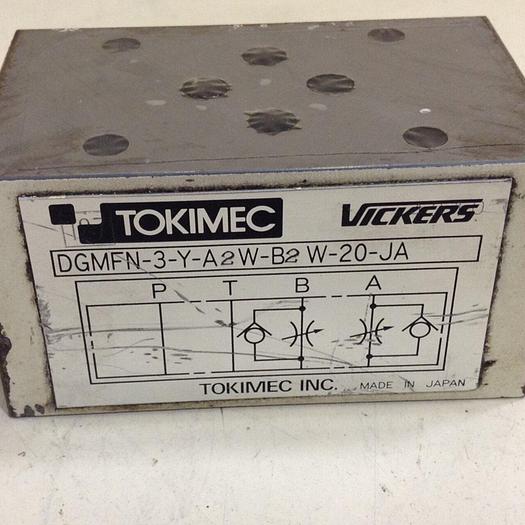 TOKIMEC VICKERS
DGMFN-3-Y-A2W-B2W-20-JA
P T B A
TOKIMEC INC. MADE IN JAPAN